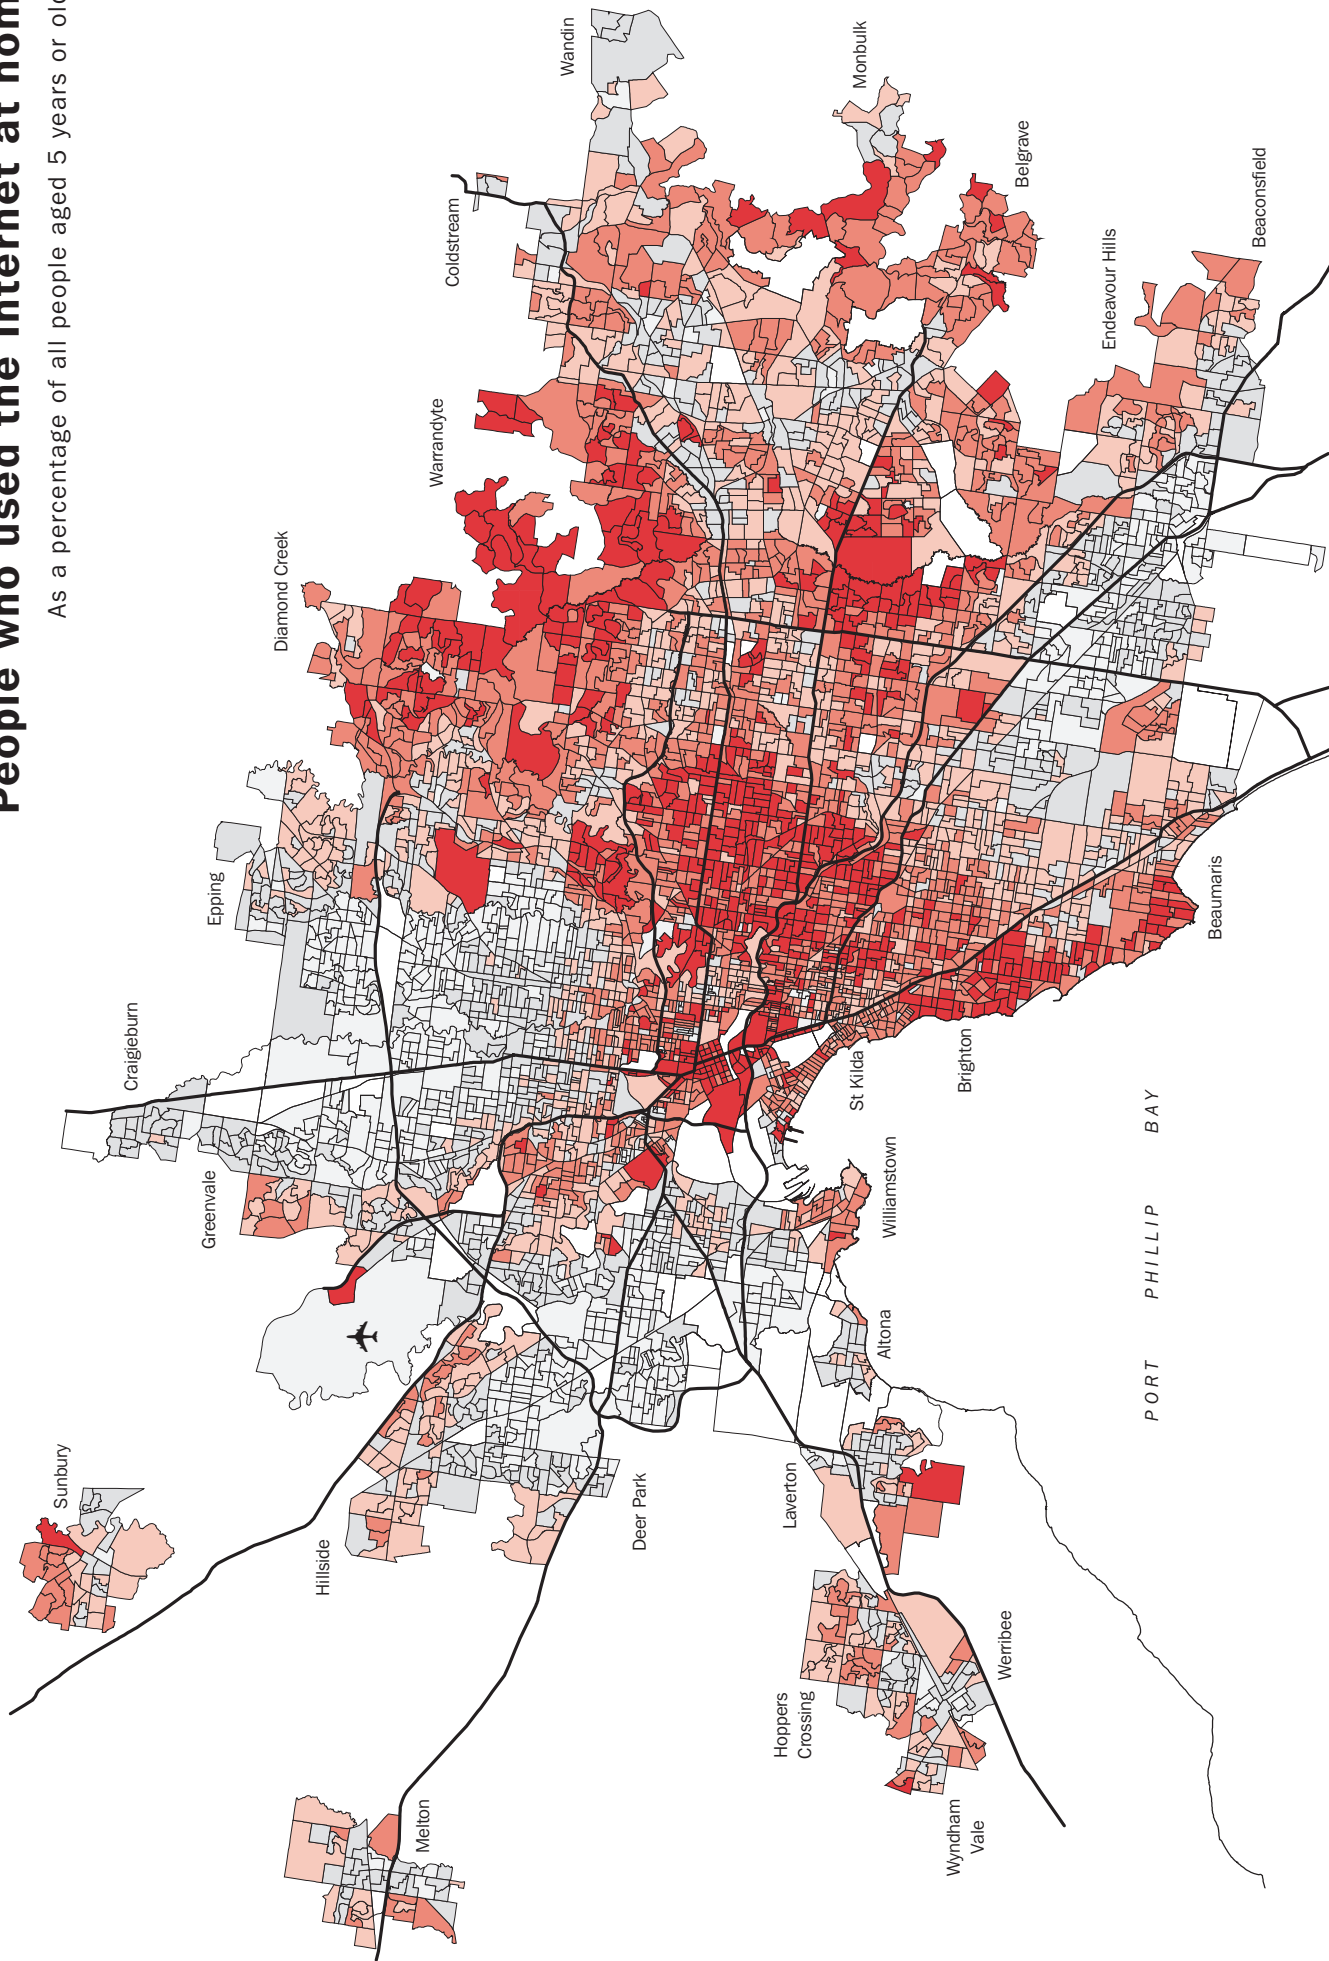 People who used the Internet at
As a percentage of all people aged 5 years or
Sunbury
Craigieburn
Epping
Diamond Creek
Warrandyte
Coldstream
Wandin
Monbulk
Belgrave
Endeavour Hills
Beaconsfield
Greenvale
Hillside
Melton
Deer Park
Laverton
Hoppers
Crossing
Wyndham
Vale
Werribee
Altona
Williamstown
St Kilda
Brighton
Beaumaris
PORT PHILLIP BAY